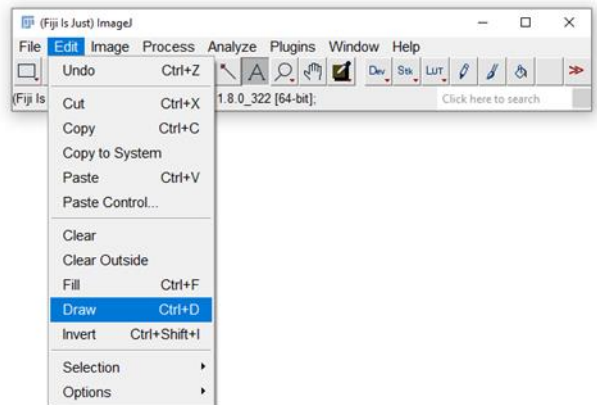 (Fiji Is Just) ImageJ
File Edit Image Process Analyze Plugins Window Help
A Dev Stk LUT
(Fiji Is 1.8.0_322 [64-bit]; Click here to search
Undo Ctrl+Z
Cut Ctrl+X
Copy Ctrl+C
Copy to System
Paste Ctrl+V
Paste Control...
Clear
Clear Outside
Fill Ctrl+F
Draw Ctrl+D
Invert Ctrl+Shift+I
Selection
Options